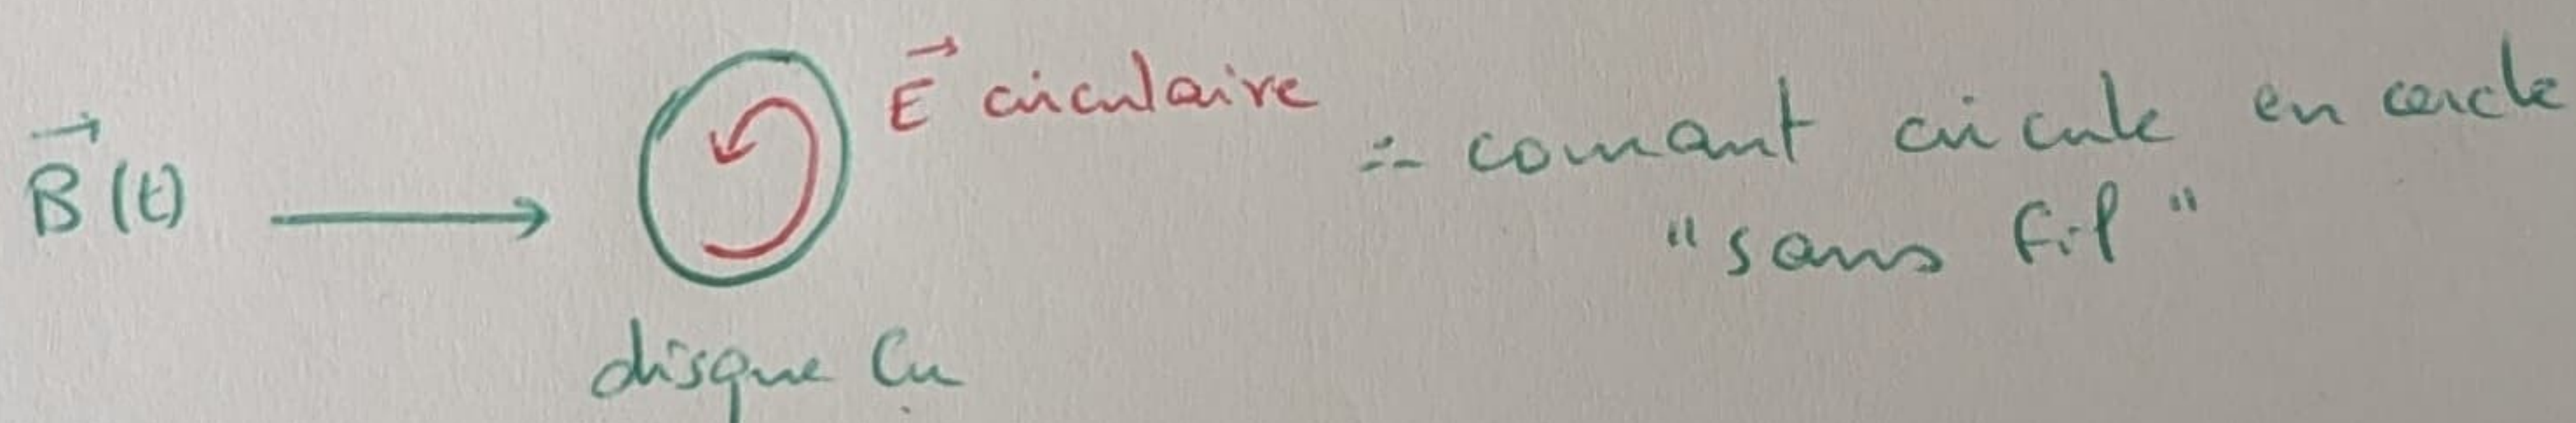 E⃗ circulaire
∴ courant circule en cercle
B⃗(t)
"sans fil"
disque Cu